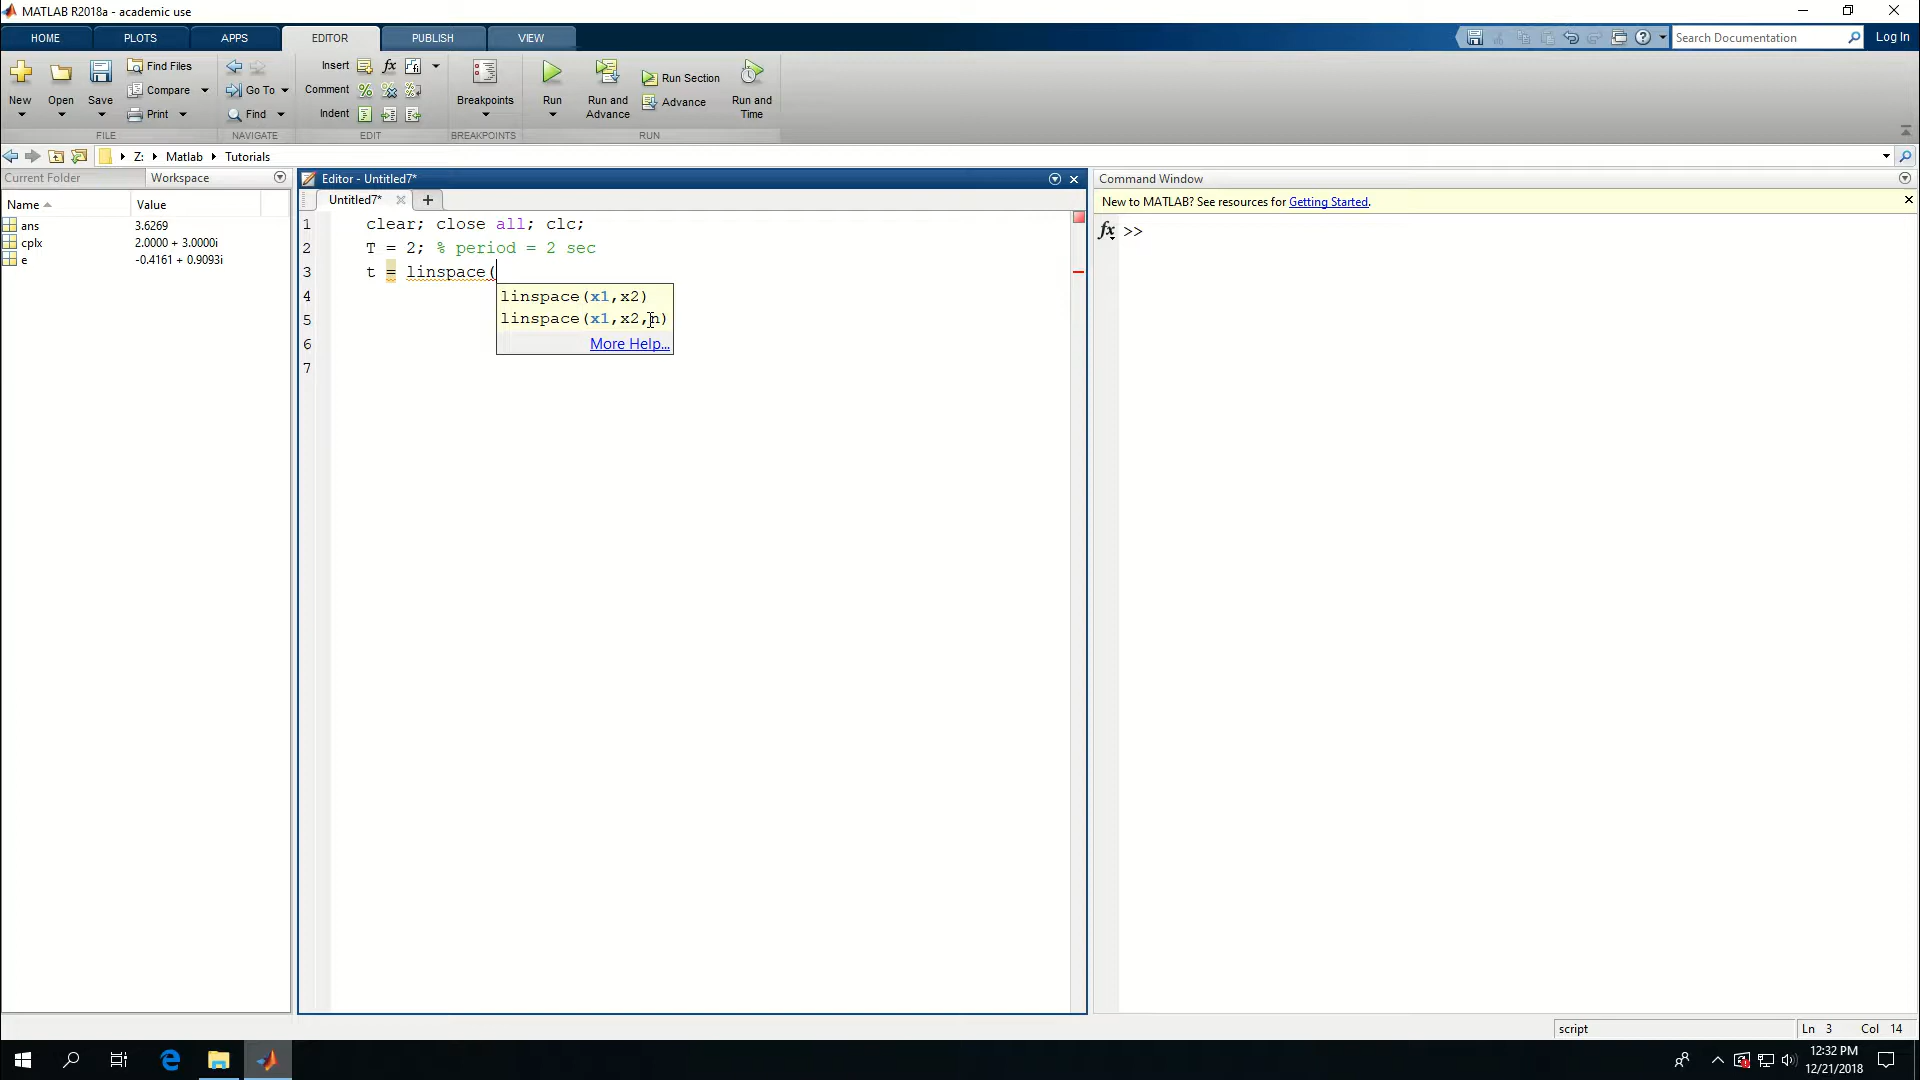 MATLAB R2018a - academic use
HOME PLOTS APPS EDITOR PUBLISH VIEW
Search Documentation
Log In
New Open Save
Find Files
Compare
Print
Go To
Find
Insert fx
Comment
Indent
Breakpoints
Run
Run and
Advance
Run Section
Advance
Run and
Time
FILE NAVIGATE EDIT BREAKPOINTS RUN
Z: Matlab Tutorials
Current Folder Workspace
Name Value
ans 3.6269
cplx 2.0000 + 3.0000i
e -0.4161 + 0.9093i
Editor - Untitled7*
Untitled7*
1 clear; close all; clc;
2 T = 2; % period = 2 sec
3 t = linspace(
4
5
6
7
linspace(x1,x2)
linspace(x1,x2,n)
More Help...
Command Window
New to MATLAB? See resources for Getting Started.
fx >>
script Ln 3 Col 14
12:32 PM
12/21/2018